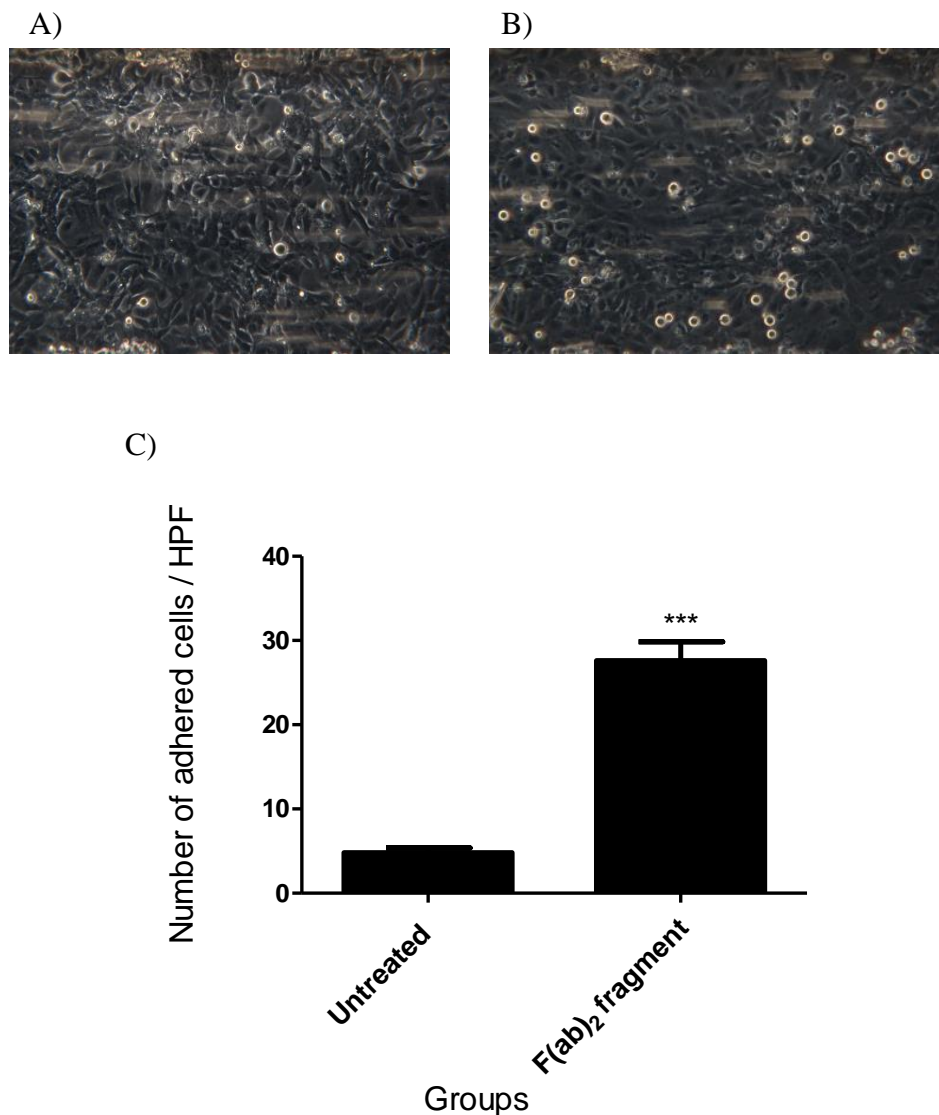 A)
B)
C)
Number of adhered cells / HPF
40
30
20
10
0
***
Untreated
F(ab)₂ fragment
Groups